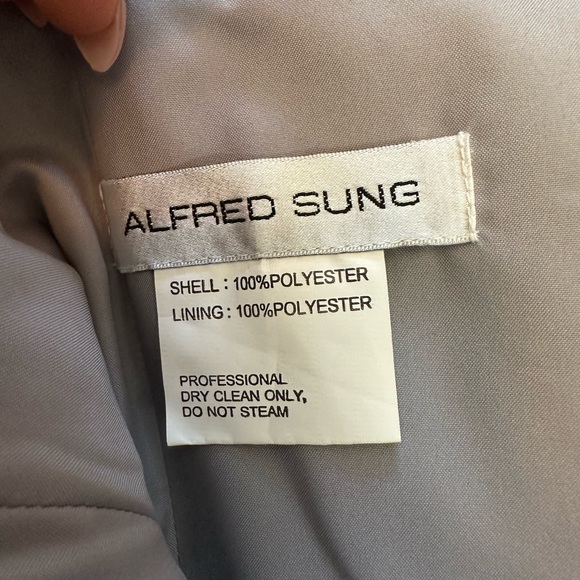 ALFRED SUNG
SHELL : 100%POLYESTER
LINING : 100%POLYESTER
PROFESSIONAL
DRY CLEAN ONLY,
DO NOT STEAM